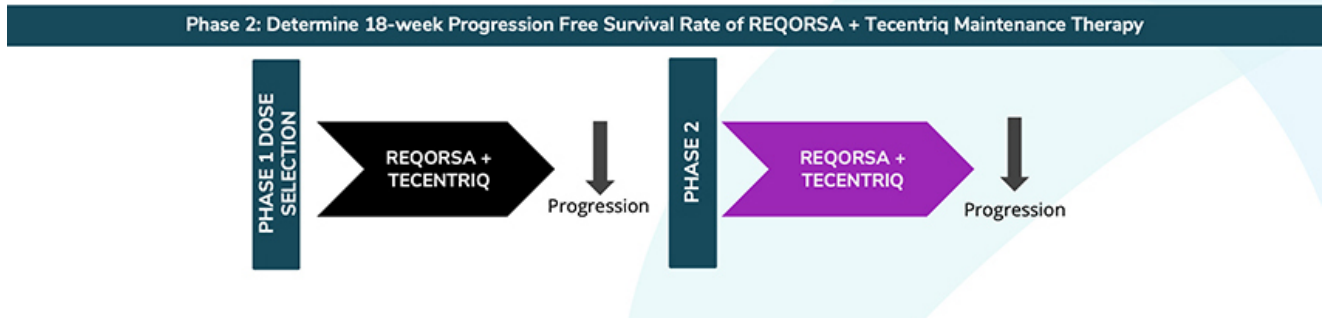 Phase 2: Determine 18-week Progression Free Survival Rate of REQORSA + Tecentriq Maintenance Therapy
PHASE 1 DOSE
SELECTION
REQORSA +
TECENTRIQ
Progression
PHASE 2
REQORSA +
TECENTRIQ
Progression